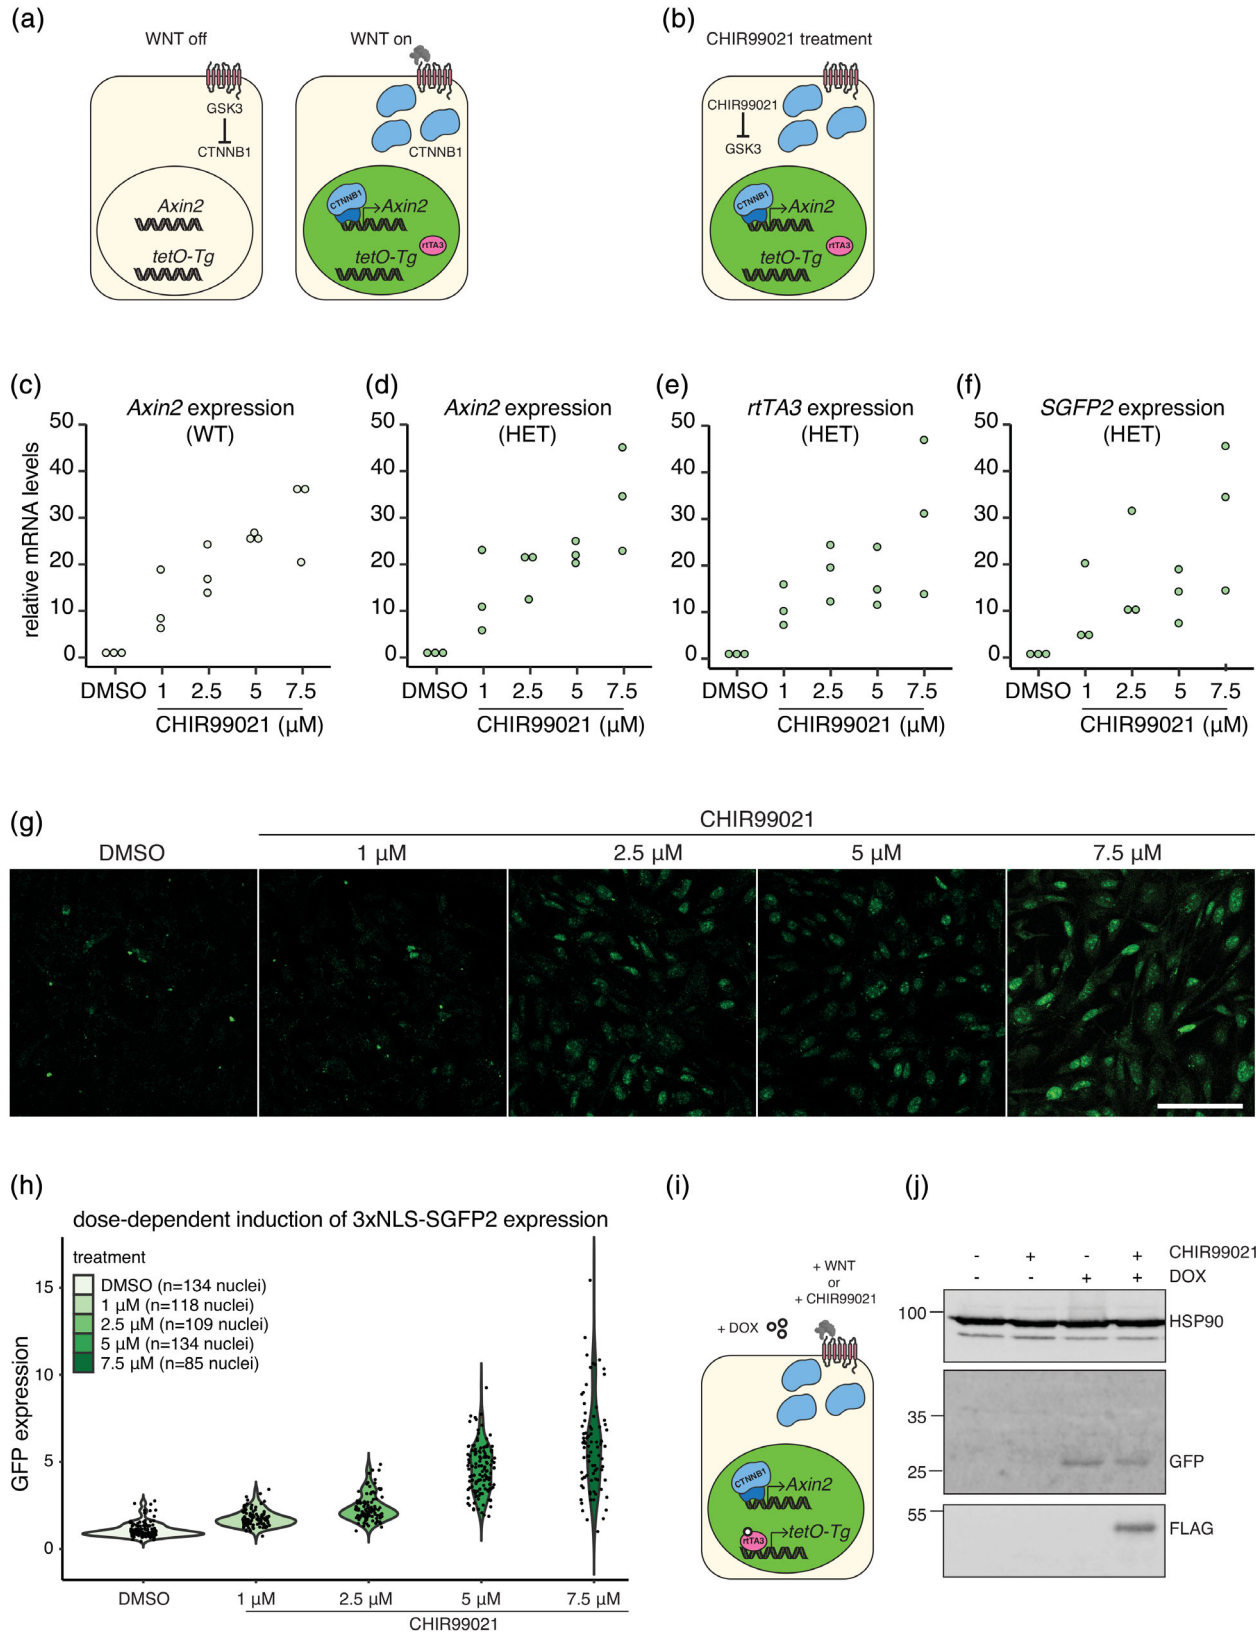 (a)
WNT off
GSK3
CTNNB1
Axin2
tetO-Tg
WNT on
CTNNB1
CTNNB1
Axin2
rtTA3
tetO-Tg
(b)
CHIR99021 treatment
CHIR99021
GSK3
CTNNB1
Axin2
rtTA3
tetO-Tg
(c)
Axin2 expression
(WT)
relative mRNA levels
50
40
30
20
10
0
DMSO 1 2.5 5 7.5
CHIR99021 (µM)
(d)
Axin2 expression
(HET)
50
40
30
20
10
0
DMSO 1 2.5 5 7.5
CHIR99021 (µM)
(e)
rtTA3 expression
(HET)
50
40
30
20
10
0
DMSO 1 2.5 5 7.5
CHIR99021 (µM)
(f)
SGFP2 expression
(HET)
50
40
30
20
10
0
DMSO 1 2.5 5 7.5
CHIR99021 (µM)
(g)
CHIR99021
DMSO 1 µM 2.5 µM 5 µM 7.5 µM
(h)
dose-dependent induction of 3xNLS-SGFP2 expression
treatment
DMSO (n=134 nuclei)
1 µM (n=118 nuclei)
2.5 µM (n=109 nuclei)
5 µM (n=134 nuclei)
7.5 µM (n=85 nuclei)
GFP expression
15
10
5
0
DMSO 1 µM 2.5 µM 5 µM 7.5 µM
CHIR99021
(i)
+ WNT
or
+ CHIR99021
+ DOX
CTNNB1
Axin2
rtTA3
tetO-Tg
(j)
- + - + CHIR99021
- - + + DOX
100
HSP90
35
GFP
25
55
FLAG